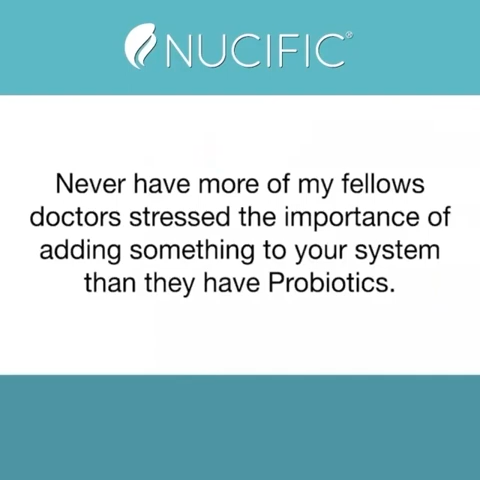 NUCIFIC®
Never have more of my fellows
doctors stressed the importance of
adding something to your system
than they have Probiotics.